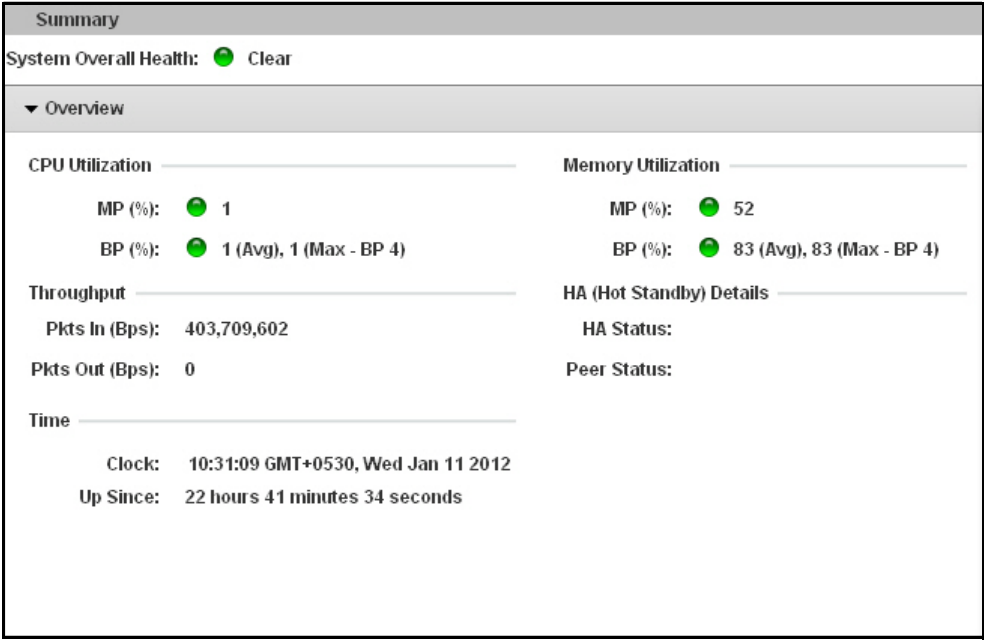 Summary
System Overall Health: Clear
Overview
CPU Utilization
MP (%): 1
BP (%): 1 (Avg), 1 (Max - BP 4)
Memory Utilization
MP (%): 52
BP (%): 83 (Avg), 83 (Max - BP 4)
Throughput
Pkts In (Bps): 403,709,602
Pkts Out (Bps): 0
HA (Hot Standby) Details
HA Status:
Peer Status:
Time
Clock: 10:31:09 GMT+0530, Wed Jan 11 2012
Up Since: 22 hours 41 minutes 34 seconds